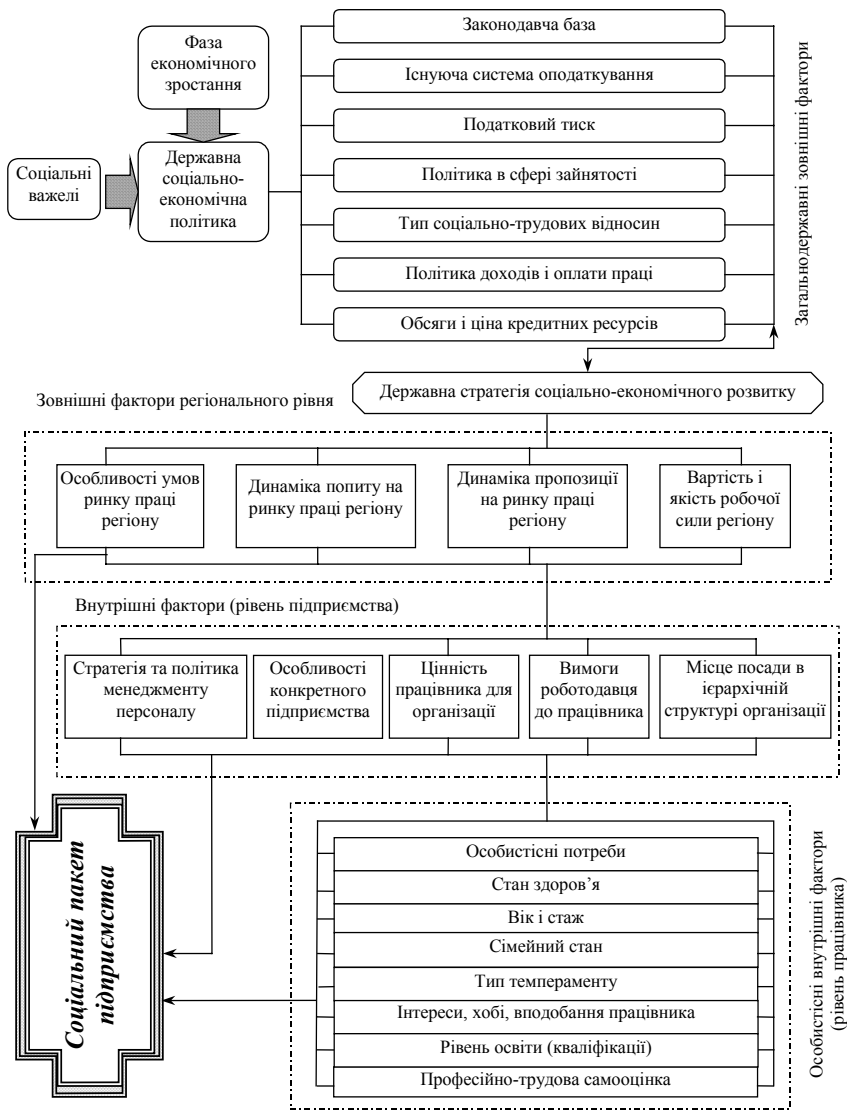 Фаза
економічного
зростання
Соціальні
важелі
Державна
соціально-
економічна
політика
Законодавча база
Існуюча система оподаткування
Податковий тиск
Політика в сфері зайнятості
Тип соціально-трудових відносин
Політика доходів і оплати праці
Обсяги і ціна кредитних ресурсів
Загальнодержавні зовнішні фактори
Державна стратегія соціально-економічного розвитку
Зовнішні фактори регіонального рівня
Особливості умов
ринку праці
регіону
Динаміка попиту на
ринку праці регіону
Динаміка пропозиції
на ринку праці
регіону
Вартість і
якість робочої
сили регіону
Внутрішні фактори (рівень підприємства)
Стратегія та політика
менеджменту
персоналу
Особливості
конкретного
підприємства
Цінність
працівника для
організації
Вимоги
роботодавця
до працівника
Місце посади в
ієрархічній
структурі організації
Соціальний пакет
підприємства
Особистісні потреби
Стан здоров’я
Вік і стаж
Сімейний стан
Тип темпераменту
Інтереси, хобі, вподобання працівника
Рівень освіти (кваліфікації)
Професійно-трудова самооцінка
Особистісні внутрішні фактори
(рівень працівника)